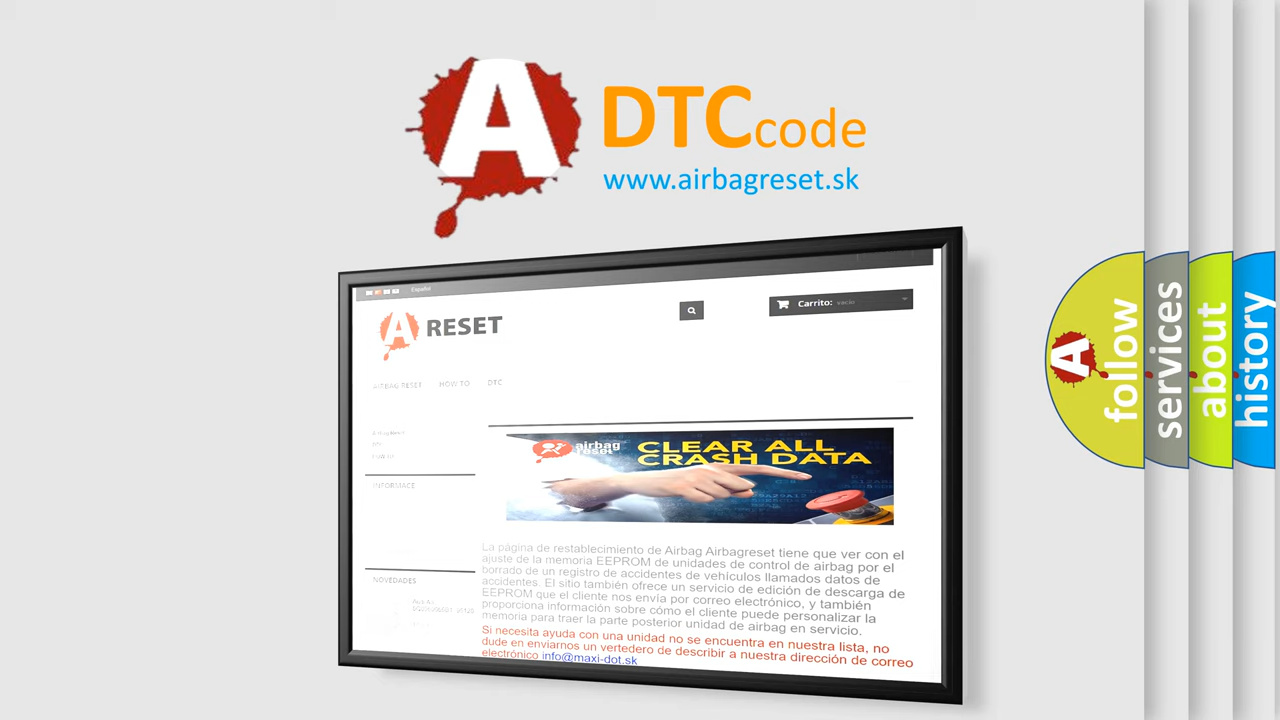 A DTCcode
www.airbagreset.sk
Español
A RESET
Carrito: vacío
AIRBAG RESET HOW TO DTC
INFORMACE
NOVEDADES
airbag
reset
CLEAR ALL
CRASH DATA
La página de restablecimiento de Airbag Airbagreset tiene que ver con el
ajuste de la memoria EEPROM de unidades de control de airbag por el
borrado de un registro de accidentes de vehículos llamados datos de
accidentes. El sitio también ofrece un servicio de edición de descarga de
EEPROM que el cliente nos envía por correo electrónico, y también
proporciona información sobre cómo el cliente puede personalizar la
memoria para traer la parte posterior unidad de airbag en servicio.
Si necesita ayuda con una unidad no se encuentra en nuestra lista, no
dude en enviarnos un vertedero de describir a nuestra dirección de correo
electrónico info@maxi-dot.sk
A
follow
services
about
history